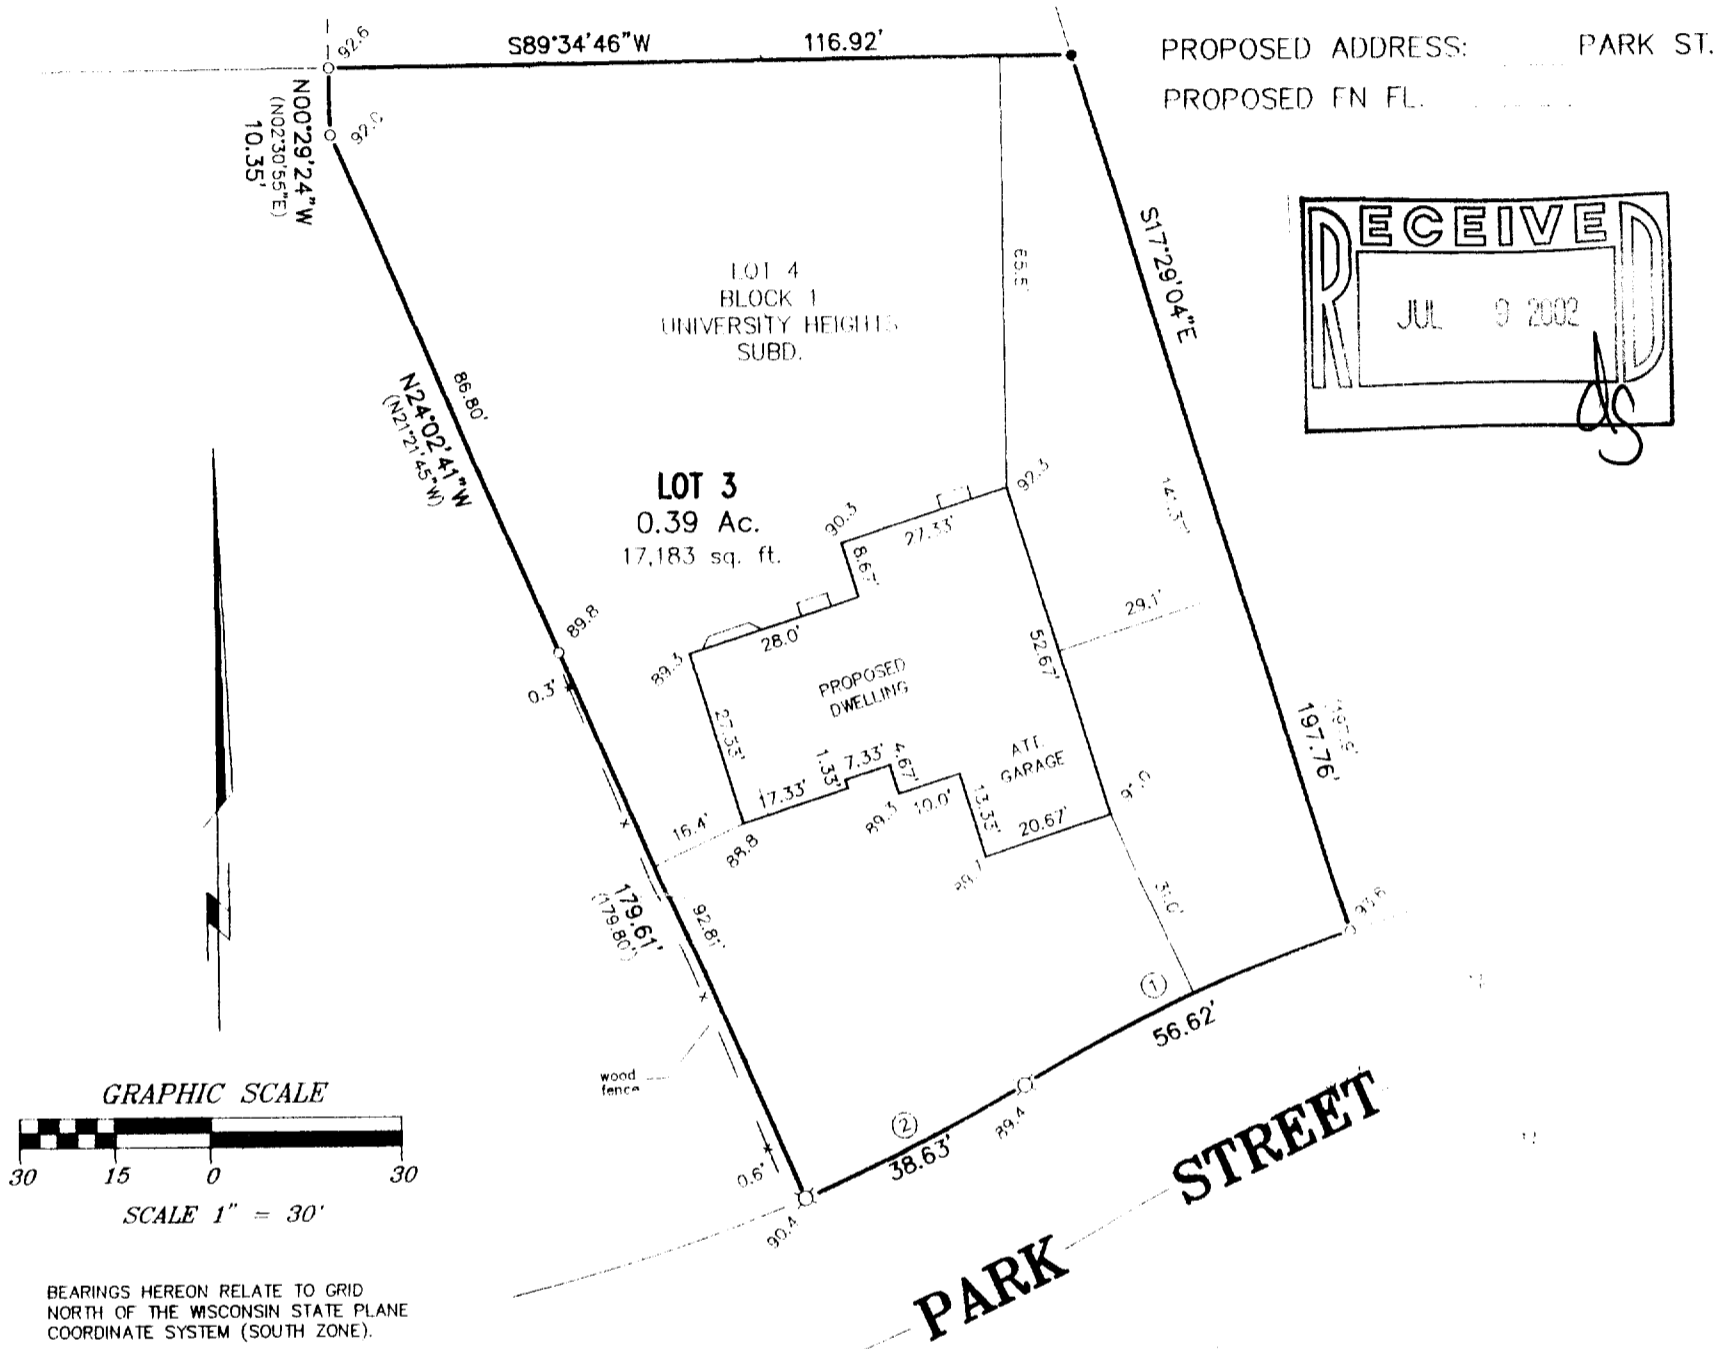 92.6
S89°34'46"W 116.92'
PROPOSED ADDRESS: PARK ST.
PROPOSED FN FL.
N00°29'24"W
(N02°30'55"E)
10.35'
RECEIVED
JUL 9 2002
ds
S17°29'04"E
65.5'
LOT 4
BLOCK 1
UNIVERSITY HEIGHTS
SUBD.
86.80'
N24°02'41"W
(N21°21'45"W)
LOT 3
0.39 Ac.
17,183 sq. ft.
92.3
90.3
27.33'
8.67'
29.1'
89.8
28.0'
89.3
52.67'
0.3'
PROPOSED
DWELLING
27.33'
197.76'
ATT.
GARAGE
1.33'
7.33'
4.67'
17.33'
10.0'
13.33'
20.67'
89.3
16.4'
88.8
93.6
179.61'
(179.80')
92.81'
1
56.62'
wood
fence
89.4
2
38.63'
0.6'
90.4
PARK STREET
GRAPHIC SCALE
30 15 0 30
SCALE 1" = 30'
BEARINGS HEREON RELATE TO GRID
NORTH OF THE WISCONSIN STATE PLANE
COORDINATE SYSTEM (SOUTH ZONE).